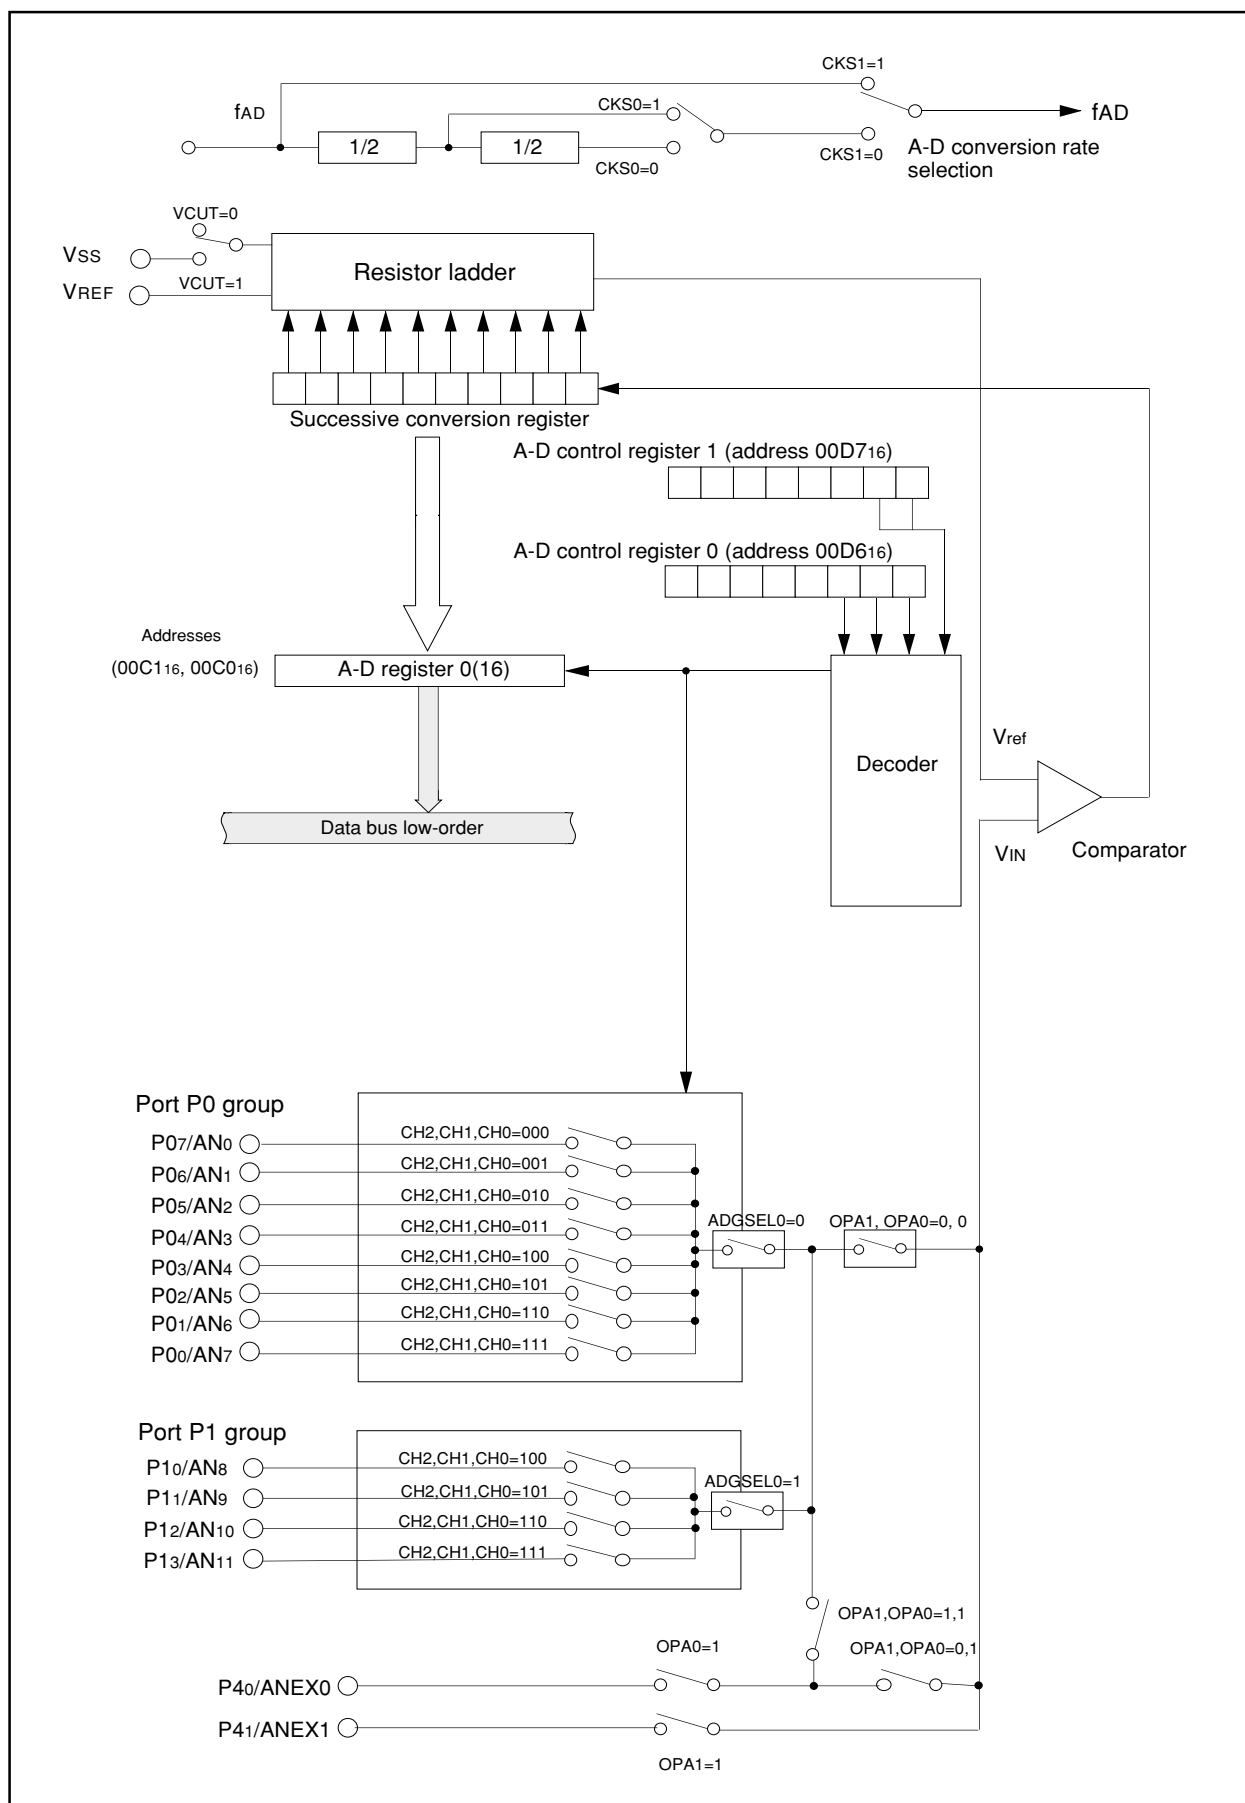 CKS1=1
fAD
CKS0=1
fAD
1/2
1/2
CKS0=0
CKS1=0
A-D conversion rate
selection
VCUT=0
VSS
Resistor ladder
VREF
VCUT=1
Successive conversion register
A-D control register 1 (address 00D716)
A-D control register 0 (address 00D616)
Addresses
(00C116, 00C016)
A-D register 0(16)
Vref
Decoder
Data bus low-order
VIN
Comparator
Port P0 group
P07/AN0
CH2,CH1,CH0=000
P06/AN1
CH2,CH1,CH0=001
P05/AN2
CH2,CH1,CH0=010
ADGSEL0=0
OPA1, OPA0=0, 0
P04/AN3
CH2,CH1,CH0=011
P03/AN4
CH2,CH1,CH0=100
P02/AN5
CH2,CH1,CH0=101
P01/AN6
CH2,CH1,CH0=110
P00/AN7
CH2,CH1,CH0=111
Port P1 group
P10/AN8
CH2,CH1,CH0=100
ADGSEL0=1
P11/AN9
CH2,CH1,CH0=101
P12/AN10
CH2,CH1,CH0=110
P13/AN11
CH2,CH1,CH0=111
OPA1,OPA0=1,1
OPA0=1
OPA1,OPA0=0,1
P40/ANEX0
P41/ANEX1
OPA1=1